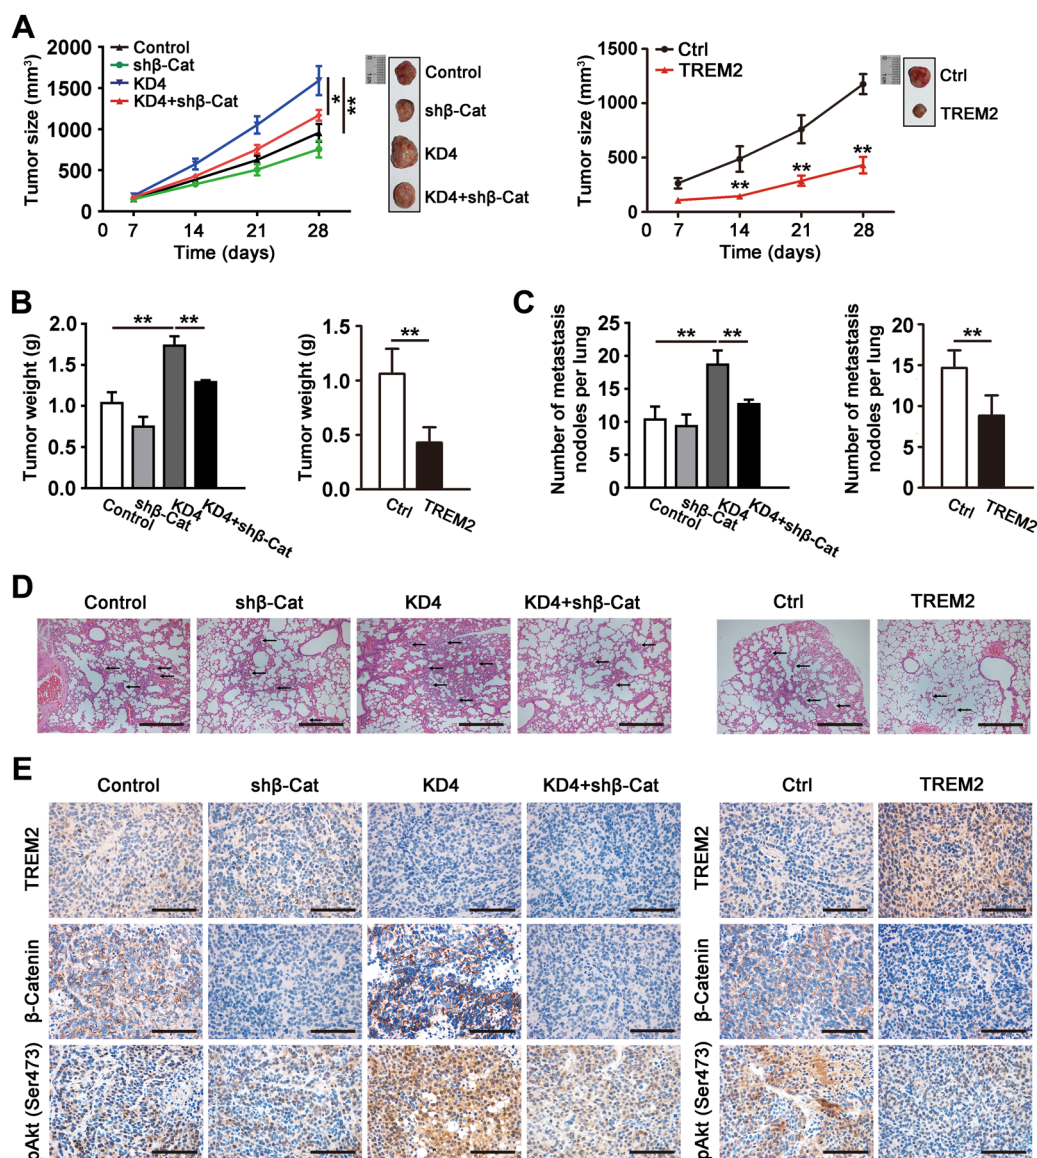 A
Tumor size (mm³)
2000
1500
1000
500
0
0 7 14 21 28
Time (days)
Control
shβ-Cat
KD4
KD4+shβ-Cat
*
**
0 1 cm
Control
shβ-Cat
KD4
KD4+shβ-Cat
Tumor size (mm³)
1500
1000
500
0
0 7 14 21 28
Time (days)
Ctrl
TREM2
** ** **
0 1 cm
Ctrl
TREM2
B
Tumor weight (g)
2.0
1.5
1.0
0.5
0.0
** **
Control
shβ-Cat
KD4
KD4+shβ-Cat
Tumor weight (g)
1.5
1.0
0.5
0.0
**
Ctrl
TREM2
C
Number of metastasis
nodoles per lung
25
20
15
10
5
0
** **
Control
shβ-Cat
KD4
KD4+shβ-Cat
Number of metastasis
nodoles per lung
20
15
10
5
0
**
Ctrl
TREM2
D
Control shβ-Cat KD4 KD4+shβ-Cat Ctrl TREM2
E
Control shβ-Cat KD4 KD4+shβ-Cat Ctrl TREM2
TREM2 TREM2
β-Catenin β-Catenin
pAkt (Ser473) pAkt (Ser473)